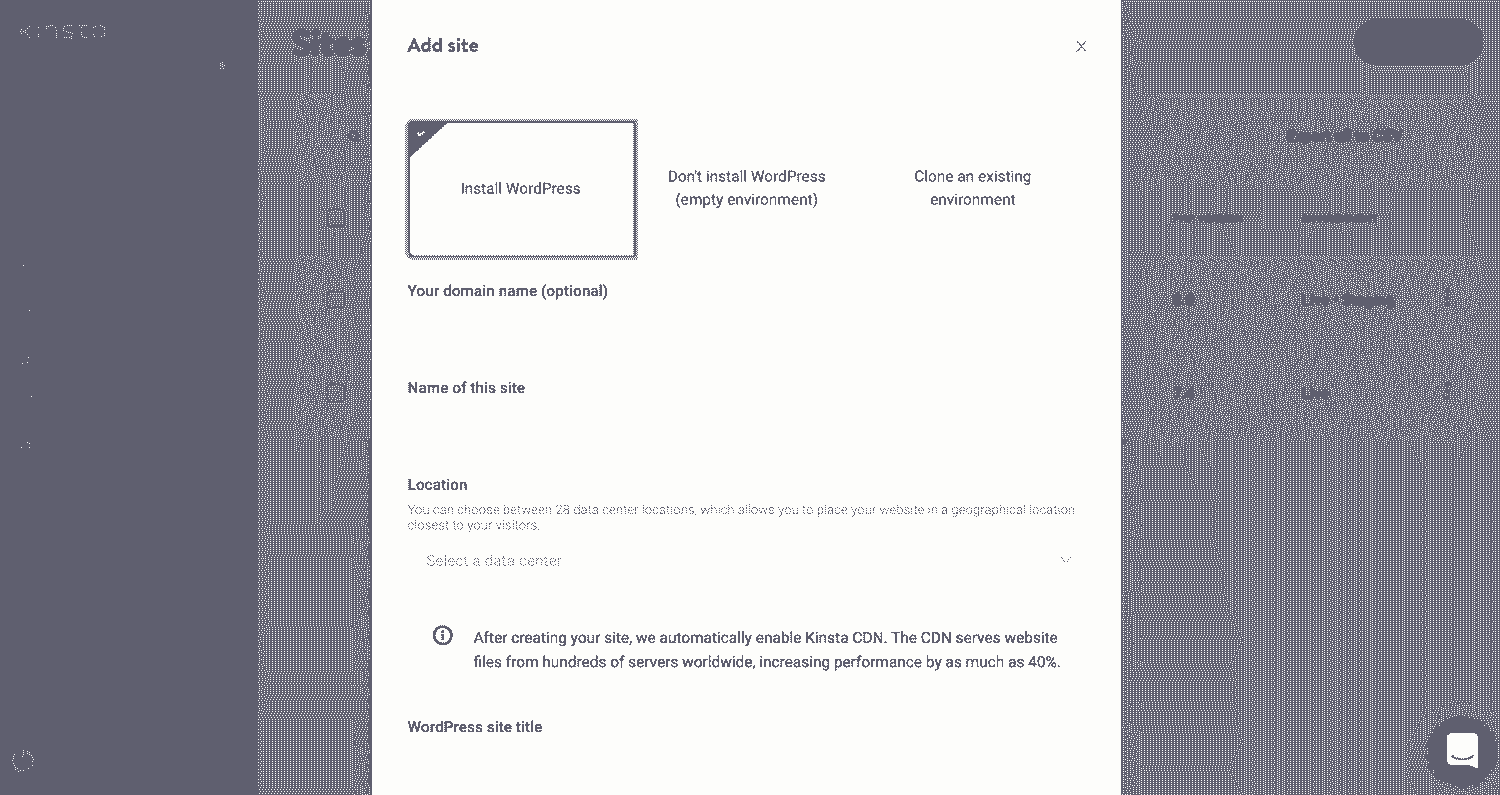 Kinsta
Sites
Add site
Install WordPress
Don't install WordPress
(empty environment)
Clone an existing
environment
Your domain name (optional)
Name of this site
Location
You can choose between 28 data center locations, which allows you to place your website in a geographical location
closest to your visitors.
Select a data center
After creating your site, we automatically enable Kinsta CDN. The CDN serves website
files from hundreds of servers worldwide, increasing performance by as much as 40%.
WordPress site title